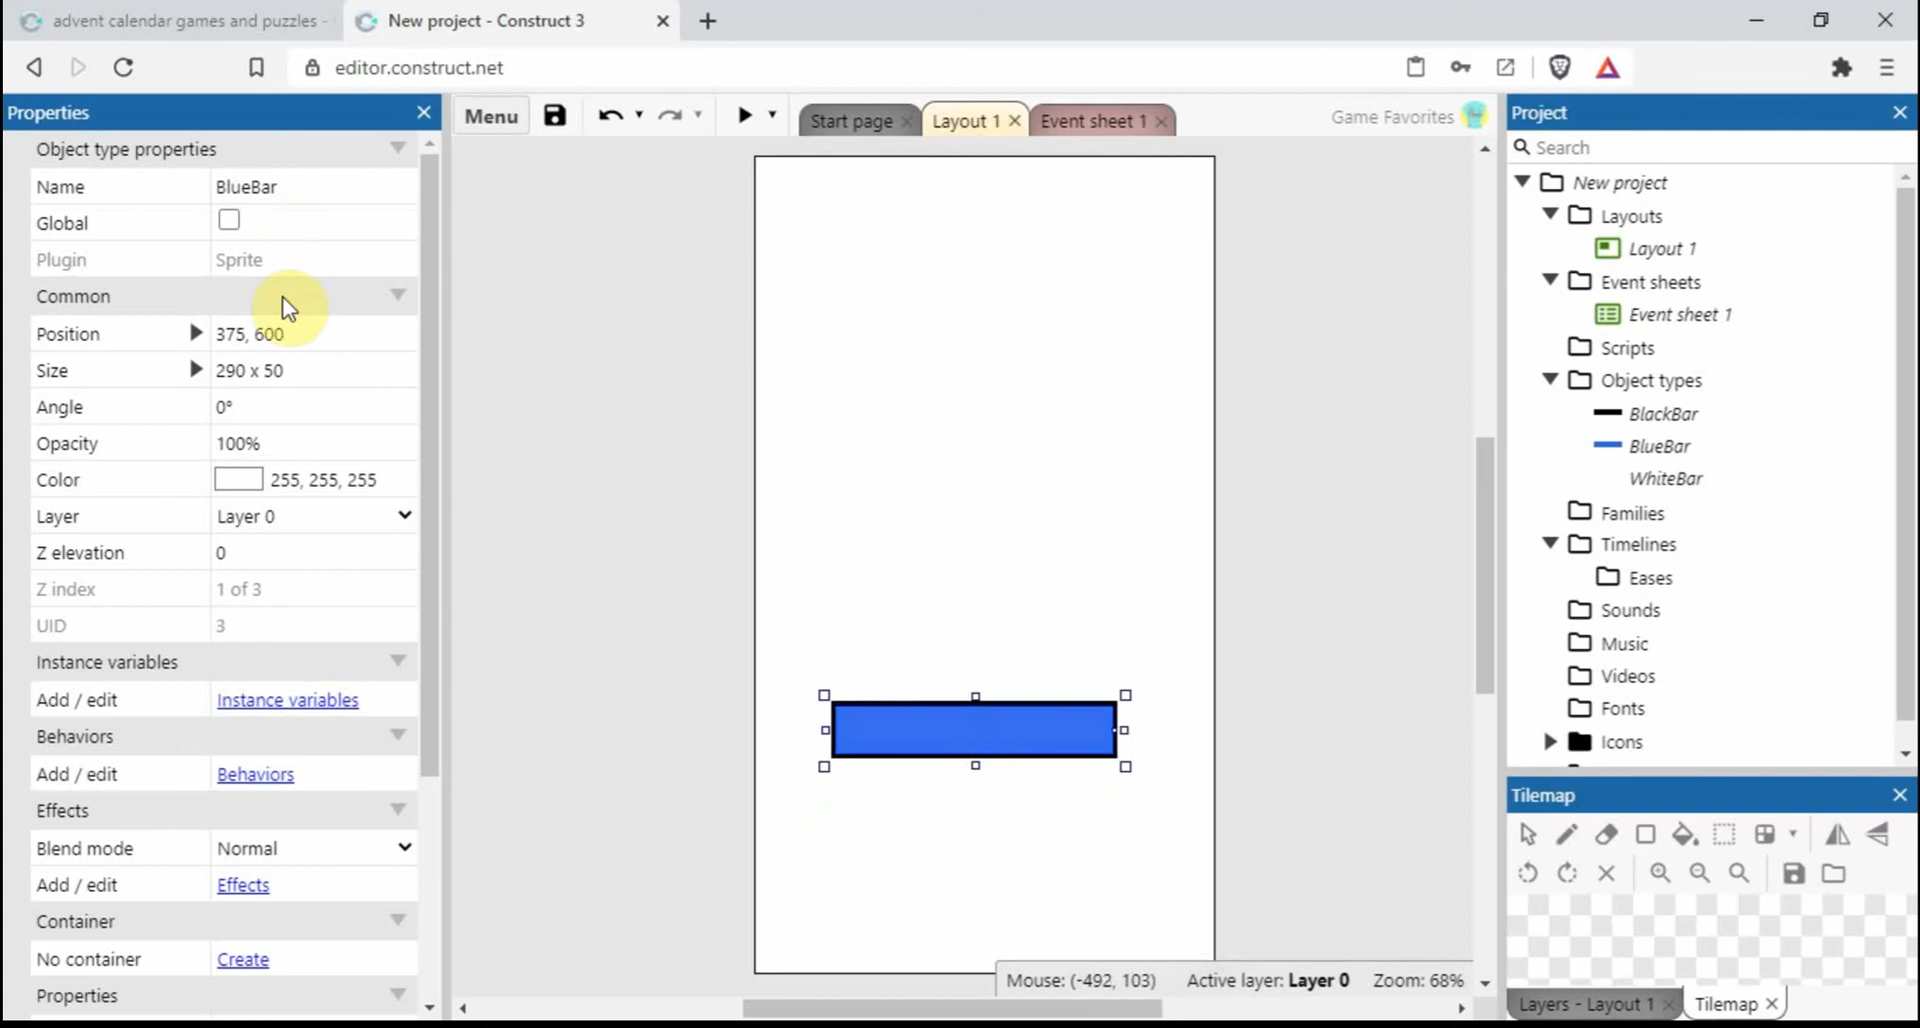 advent calendar games and puzzles -
New project - Construct 3
editor.construct.net
Properties
Menu
Start page
Layout 1
Event sheet 1
Game Favorites
Project
Object type properties
Name BlueBar
Global
Plugin Sprite
Common
Position 375, 600
Size 290 x 50
Angle 0°
Opacity 100%
Color 255, 255, 255
Layer Layer 0
Z elevation 0
Z index 1 of 3
UID 3
Instance variables
Add / edit Instance variables
Behaviors
Add / edit Behaviors
Effects
Blend mode Normal
Add / edit Effects
Container
No container Create
Properties
Mouse: (-492, 103) Active layer: Layer 0 Zoom: 68%
Search
New project
Layouts
Layout 1
Event sheets
Event sheet 1
Scripts
Object types
BlackBar
BlueBar
WhiteBar
Families
Timelines
Eases
Sounds
Music
Videos
Fonts
Icons
Tilemap
Layers - Layout 1
Tilemap